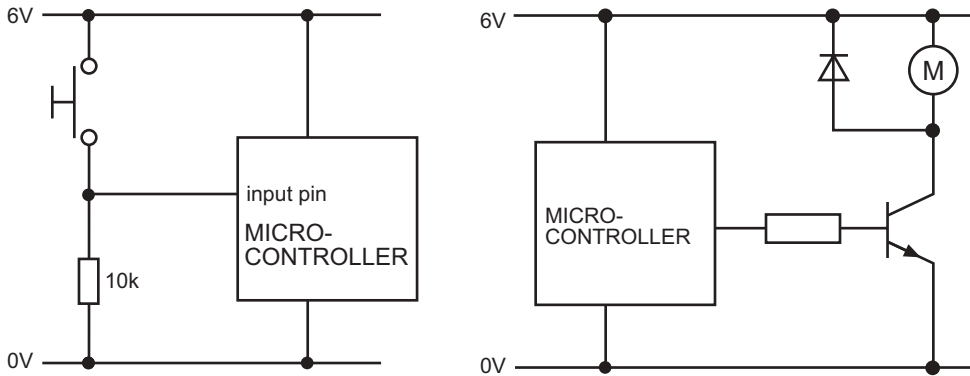 6V
input pin
MICRO-
CONTROLLER
10k
0V
6V
M
MICRO-
CONTROLLER
0V